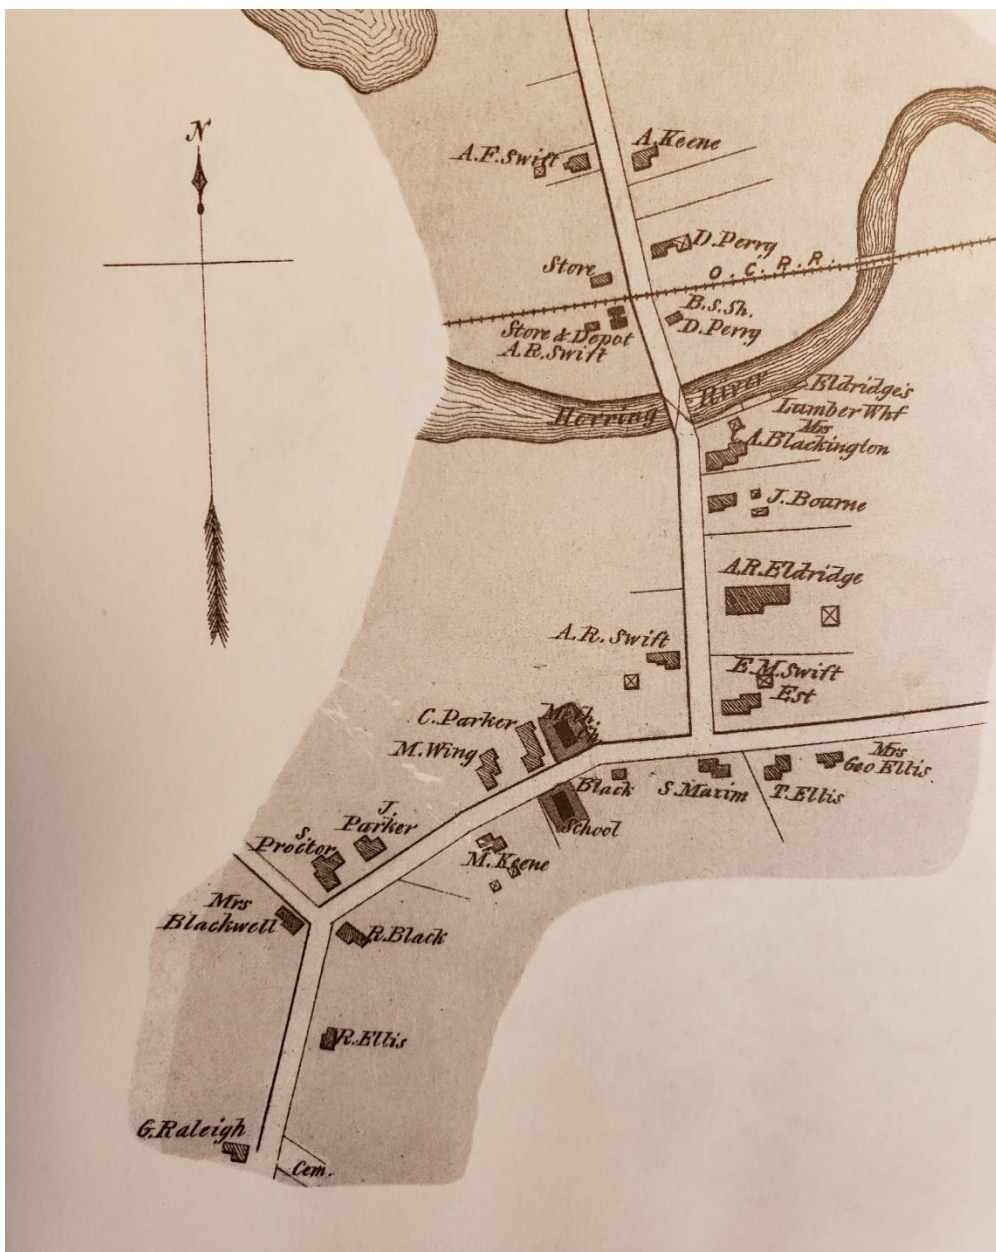 N
A. Keene
A.F. Swift
D. Perry
O. C. R. R.
Store
B.S.Sh.
D. Perry
Store & Depot
A.R. Swift
Herring River
Eldridge's
Lumber Whf
Mrs
A. Blackington
J. Bourne
A.R. Eldridge
A. R. Swift
E.M. Swift
Est
C. Parker
Meth.
Ch.
M. Wing
Mrs
Geo Ellis
Black
S. Maxim
T. Ellis
J.
Parker
School
S.
Proctor
M. Keene
Mrs
Blackwell
R. Black
R. Ellis
G. Raleigh
Cem.